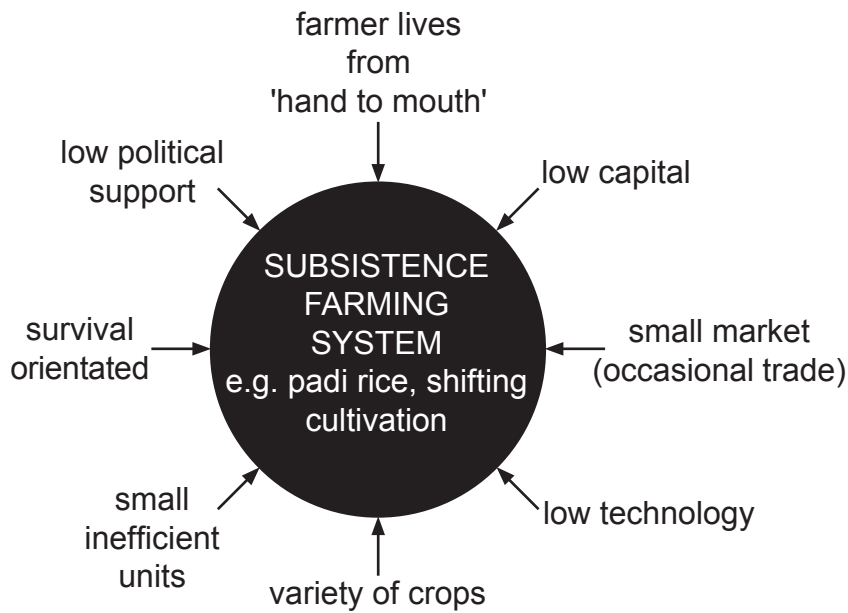 farmer lives
from
'hand to mouth'
low political
support
low capital
SUBSISTENCE
FARMING
SYSTEM
e.g. padi rice, shifting
cultivation
survival
orientated
small market
(occasional trade)
small
inefficient
units
low technology
variety of crops